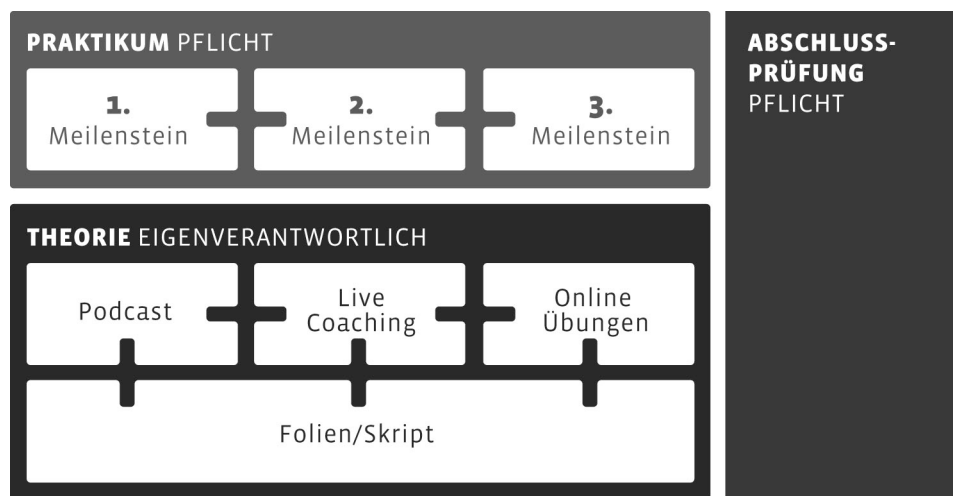 PRAKTIKUM PFLICHT
1.
Meilenstein
2.
Meilenstein
3.
Meilenstein
THEORIE EIGENVERANTWORTLICH
Podcast
Live
Coaching
Online
Übungen
Folien/Skript
ABSCHLUSS-
PRÜFUNG
PFLICHT